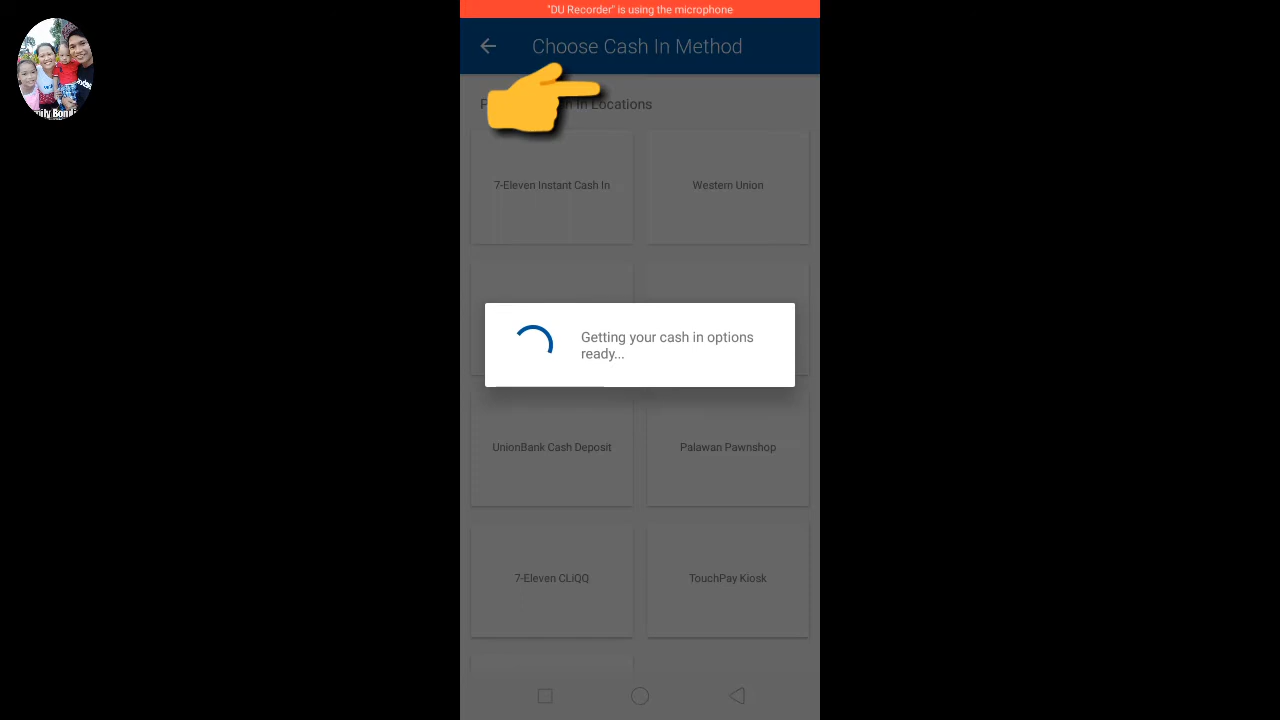 "DU Recorder" is using the microphone
Choose Cash In Method
In Locations
7-Eleven Instant Cash In
Western Union
Getting your cash in options
ready...
UnionBank Cash Deposit
Palawan Pawnshop
7-Eleven CLiQQ
TouchPay Kiosk